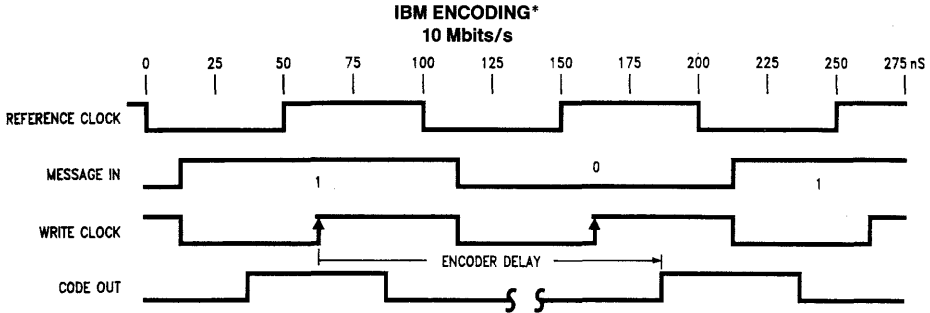 IBM ENCODING*
10 Mbits/s
0 25 50 75 100 125 150 175 200 225 250 275 nS
REFERENCE CLOCK
MESSAGE IN 1 0 1
WRITE CLOCK
ENCODER DELAY
CODE OUT